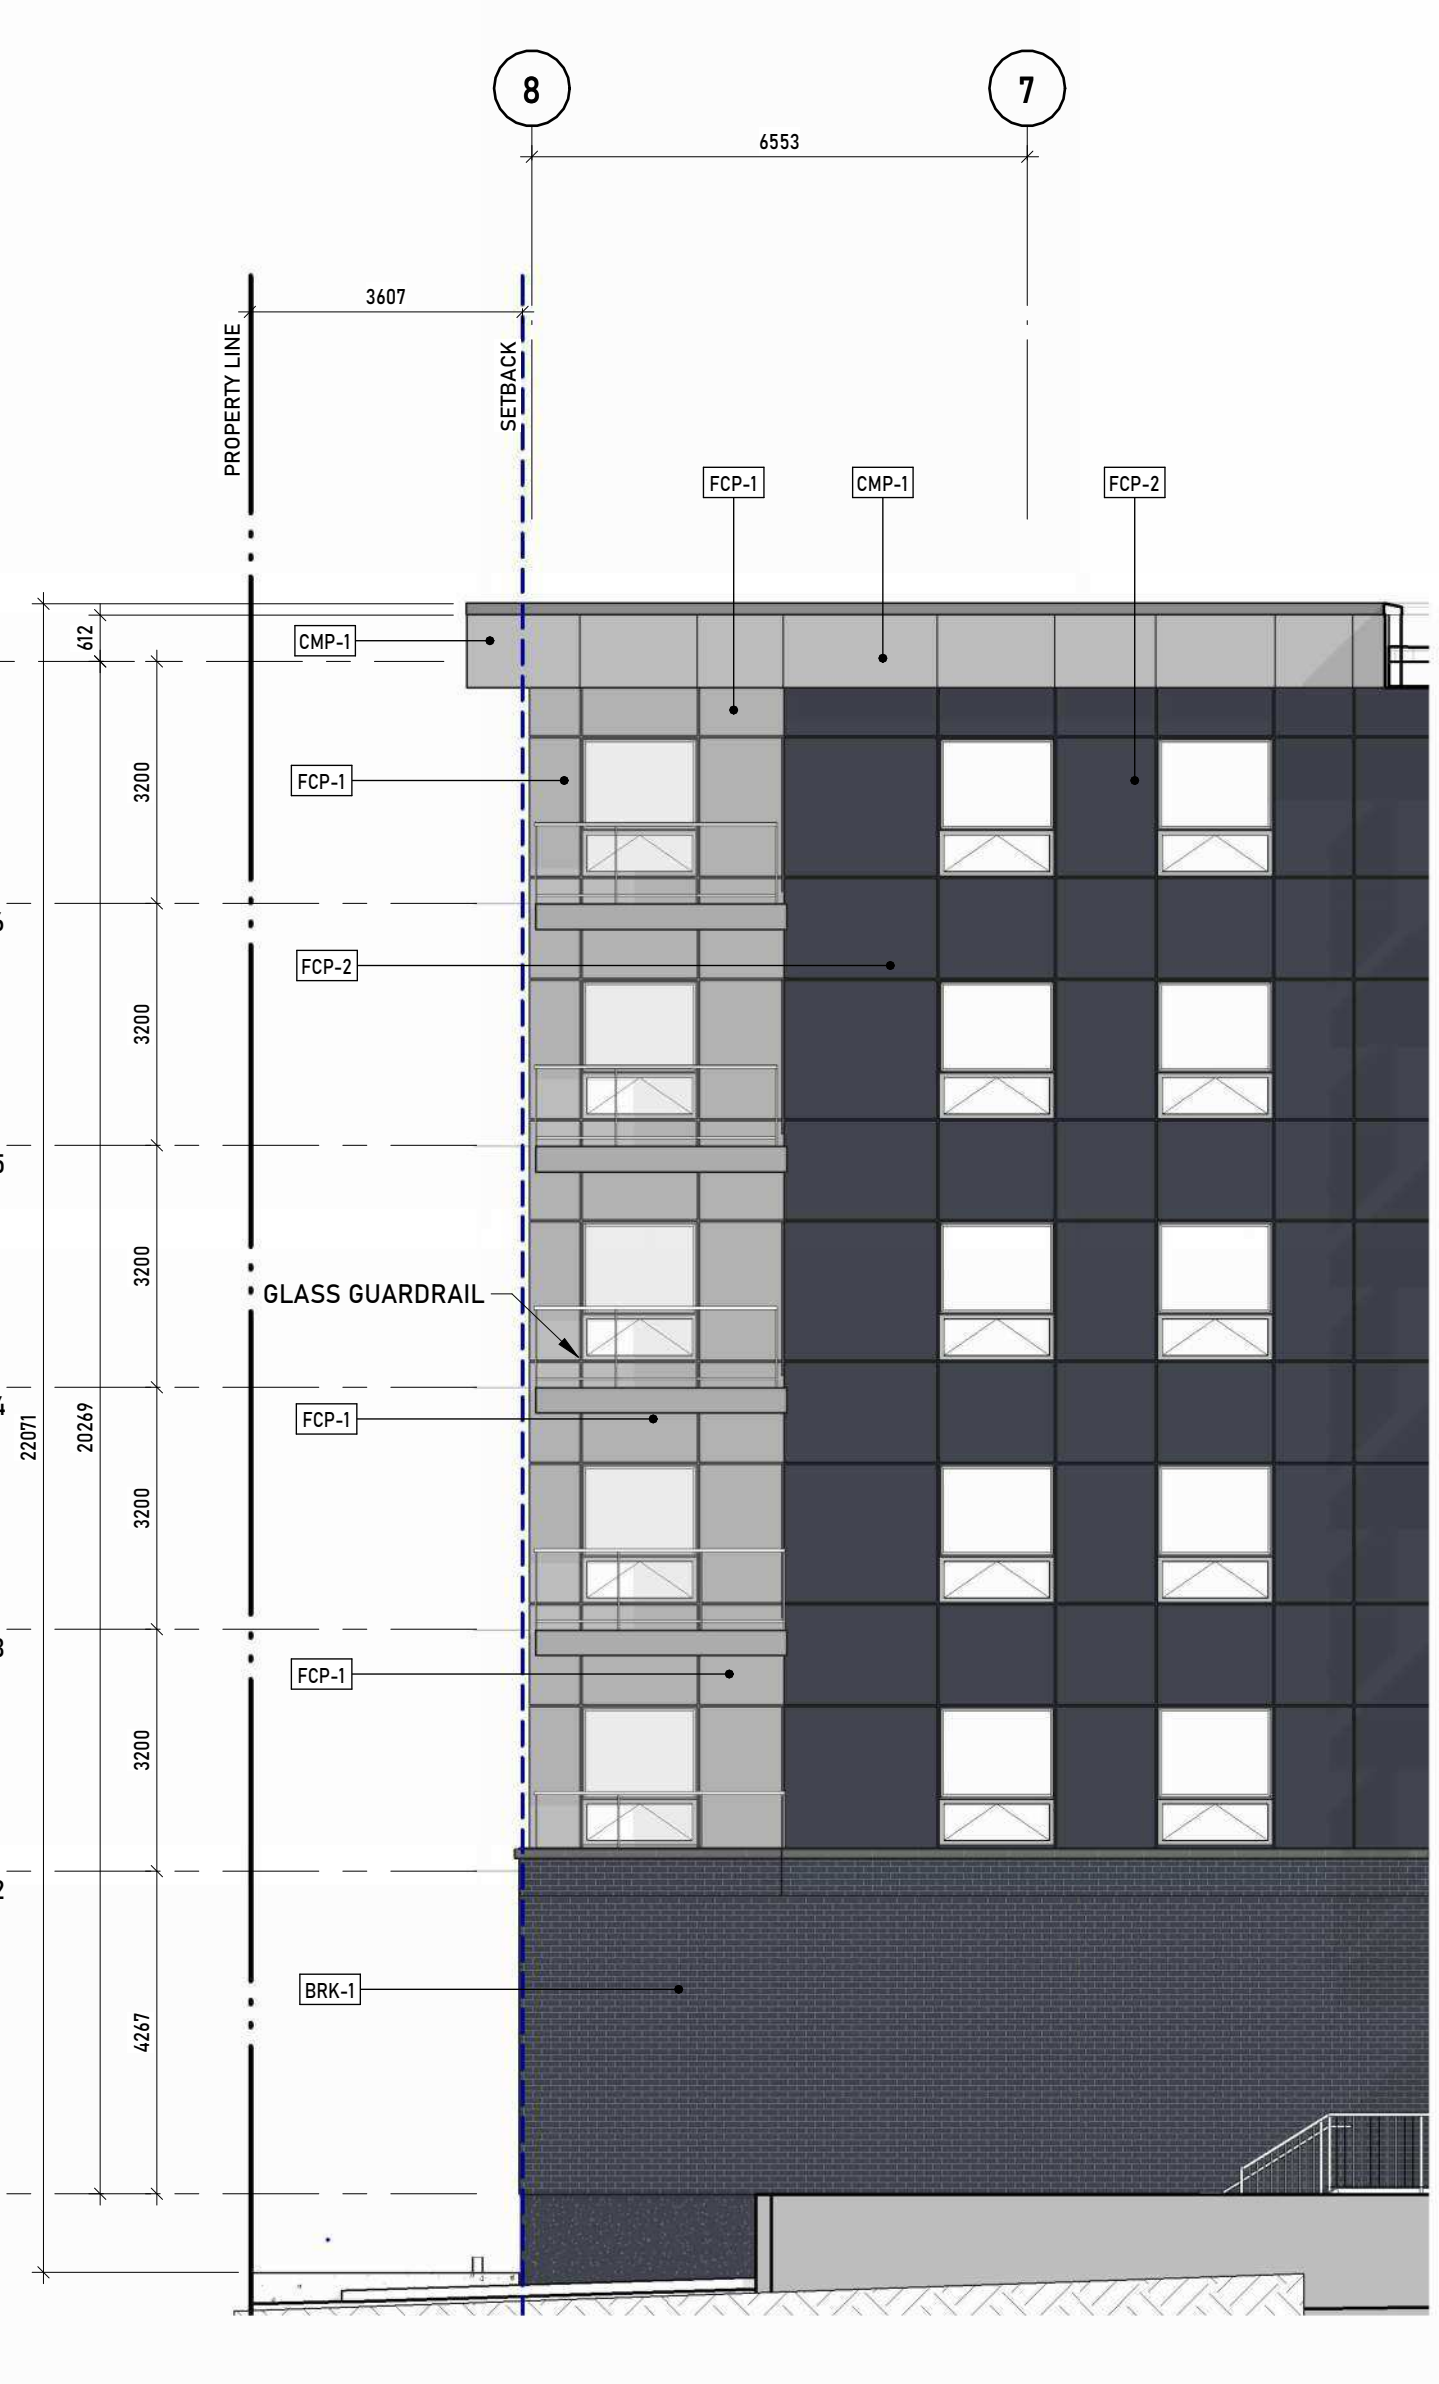 8
7
6553
3607
PROPERTY LINE
SETBACK
FCP-1
CMP-1
FCP-2
612
CMP-1
3200
FCP-1
FCP-2
3200
3200
GLASS GUARDRAIL
22071
20269
FCP-1
3200
FCP-1
3200
BRK-1
4267